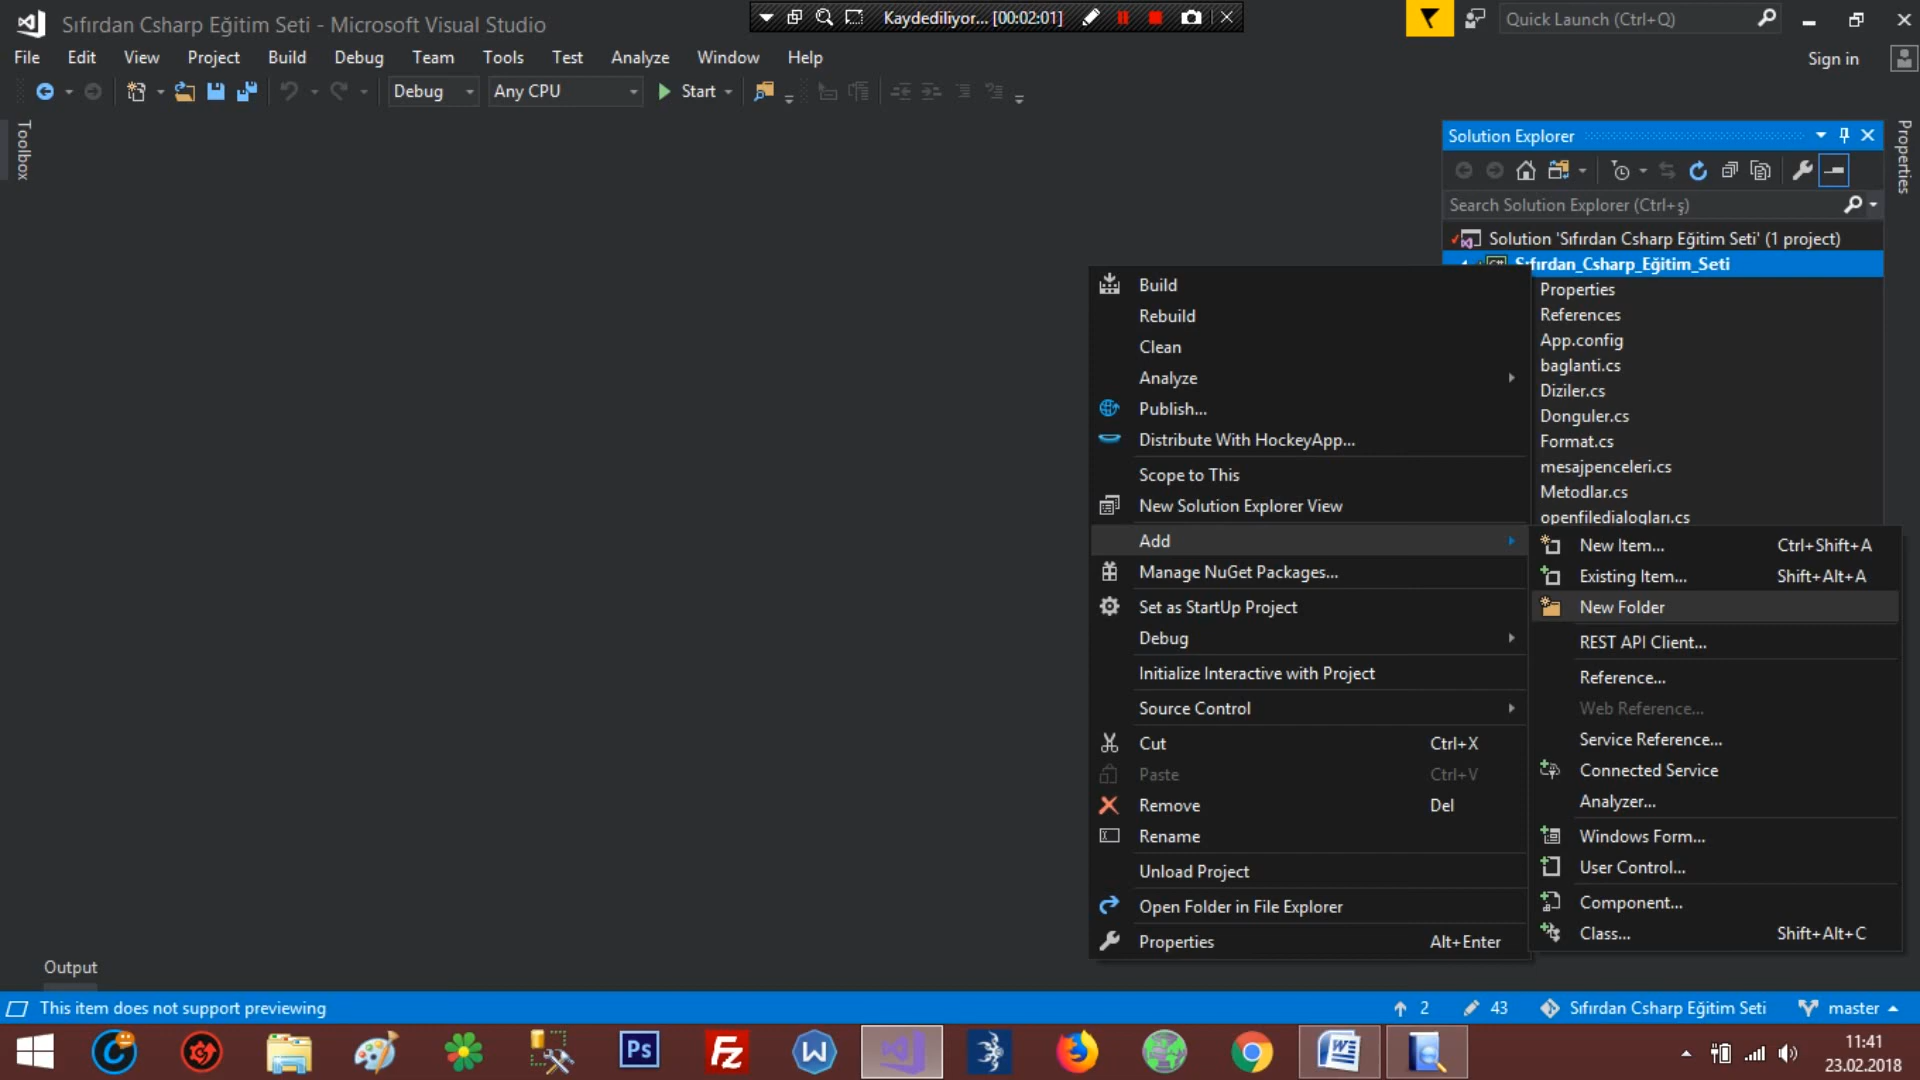 Sıfırdan Csharp Eğitim Seti - Microsoft Visual Studio
Kaydediliyor... [00:02:01]
Quick Launch (Ctrl+Q)
File Edit View Project Build Debug Team Tools Test Analyze Window Help
Sign in
Debug Any CPU Start
Toolbox
Solution Explorer
Properties
Search Solution Explorer (Ctrl+ş)
Solution 'Sıfırdan Csharp Eğitim Seti' (1 project)
Sıfırdan_Csharp_Eğitim_Seti
Properties
References
App.config
baglanti.cs
Diziler.cs
Donguler.cs
Format.cs
mesajpenceleri.cs
Metodlar.cs
openfiledialogları.cs
Build
Rebuild
Clean
Analyze
Publish...
Distribute With HockeyApp...
Scope to This
New Solution Explorer View
Add
Manage NuGet Packages...
Set as StartUp Project
Debug
Initialize Interactive with Project
Source Control
Cut Ctrl+X
Paste Ctrl+V
Remove Del
Rename
Unload Project
Open Folder in File Explorer
Properties Alt+Enter
New Item... Ctrl+Shift+A
Existing Item... Shift+Alt+A
New Folder
REST API Client...
Reference...
Web Reference...
Service Reference...
Connected Service
Analyzer...
Windows Form...
User Control...
Component...
Class... Shift+Alt+C
Output
This item does not support previewing
2 43 Sıfırdan Csharp Eğitim Seti master
Ps
Fz
11:41
23.02.2018